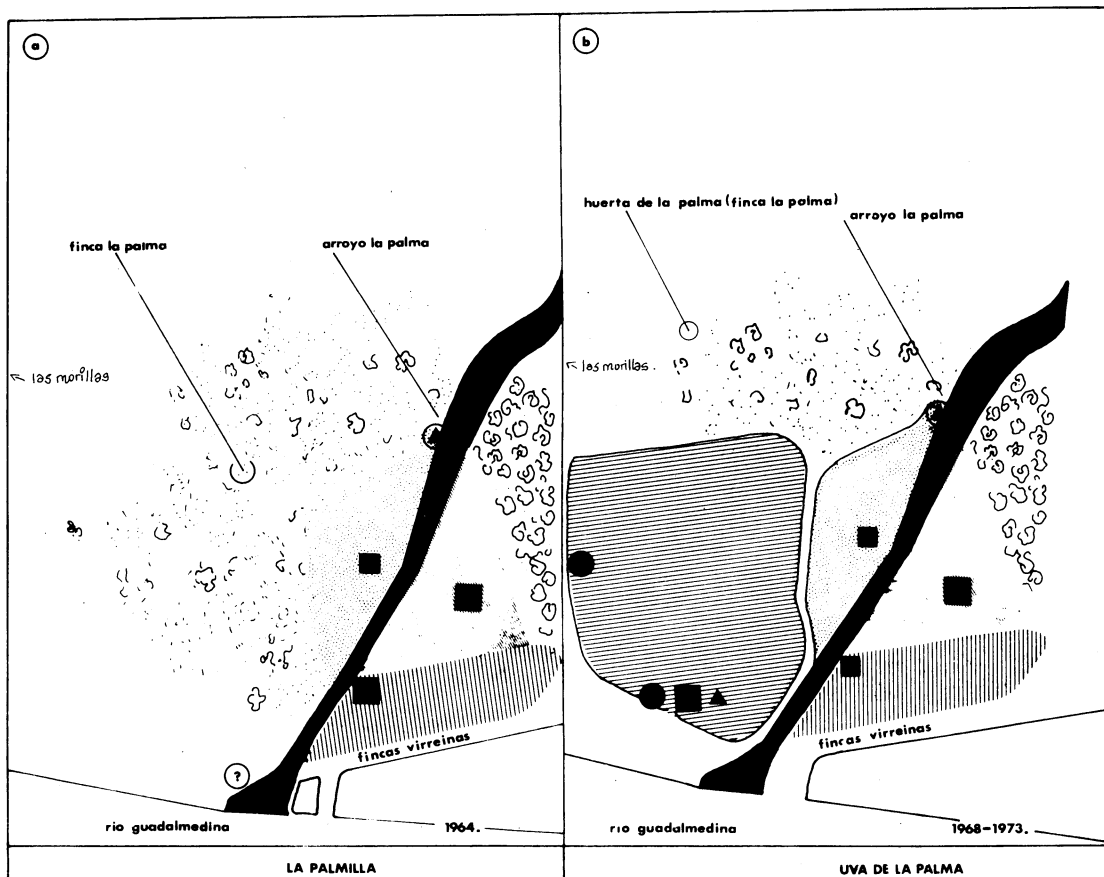 a
finca la palma
arroyo la palma
las morillas
?
fincas virreinas
rio guadalmedina
1964.
LA PALMILLA
b
huerta de la palma (finca la palma)
arroyo la palma
las morillas.
fincas virreinas
rio guadalmedina
1968-1973.
UVA DE LA PALMA